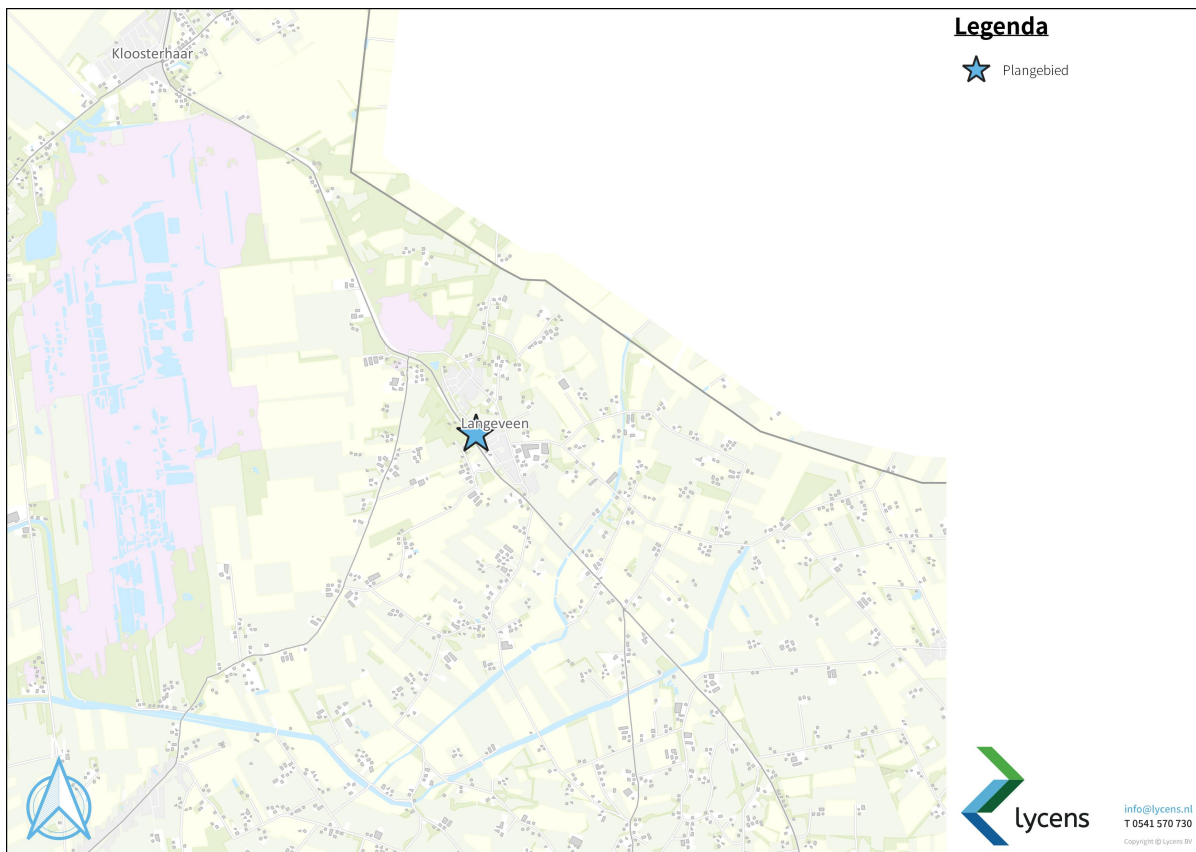 Kloosterhaar
Langeveen
Legenda
Plangebied
lycens
info@lycens.nl
T 0541 570 730
Copyright © Lycens BV